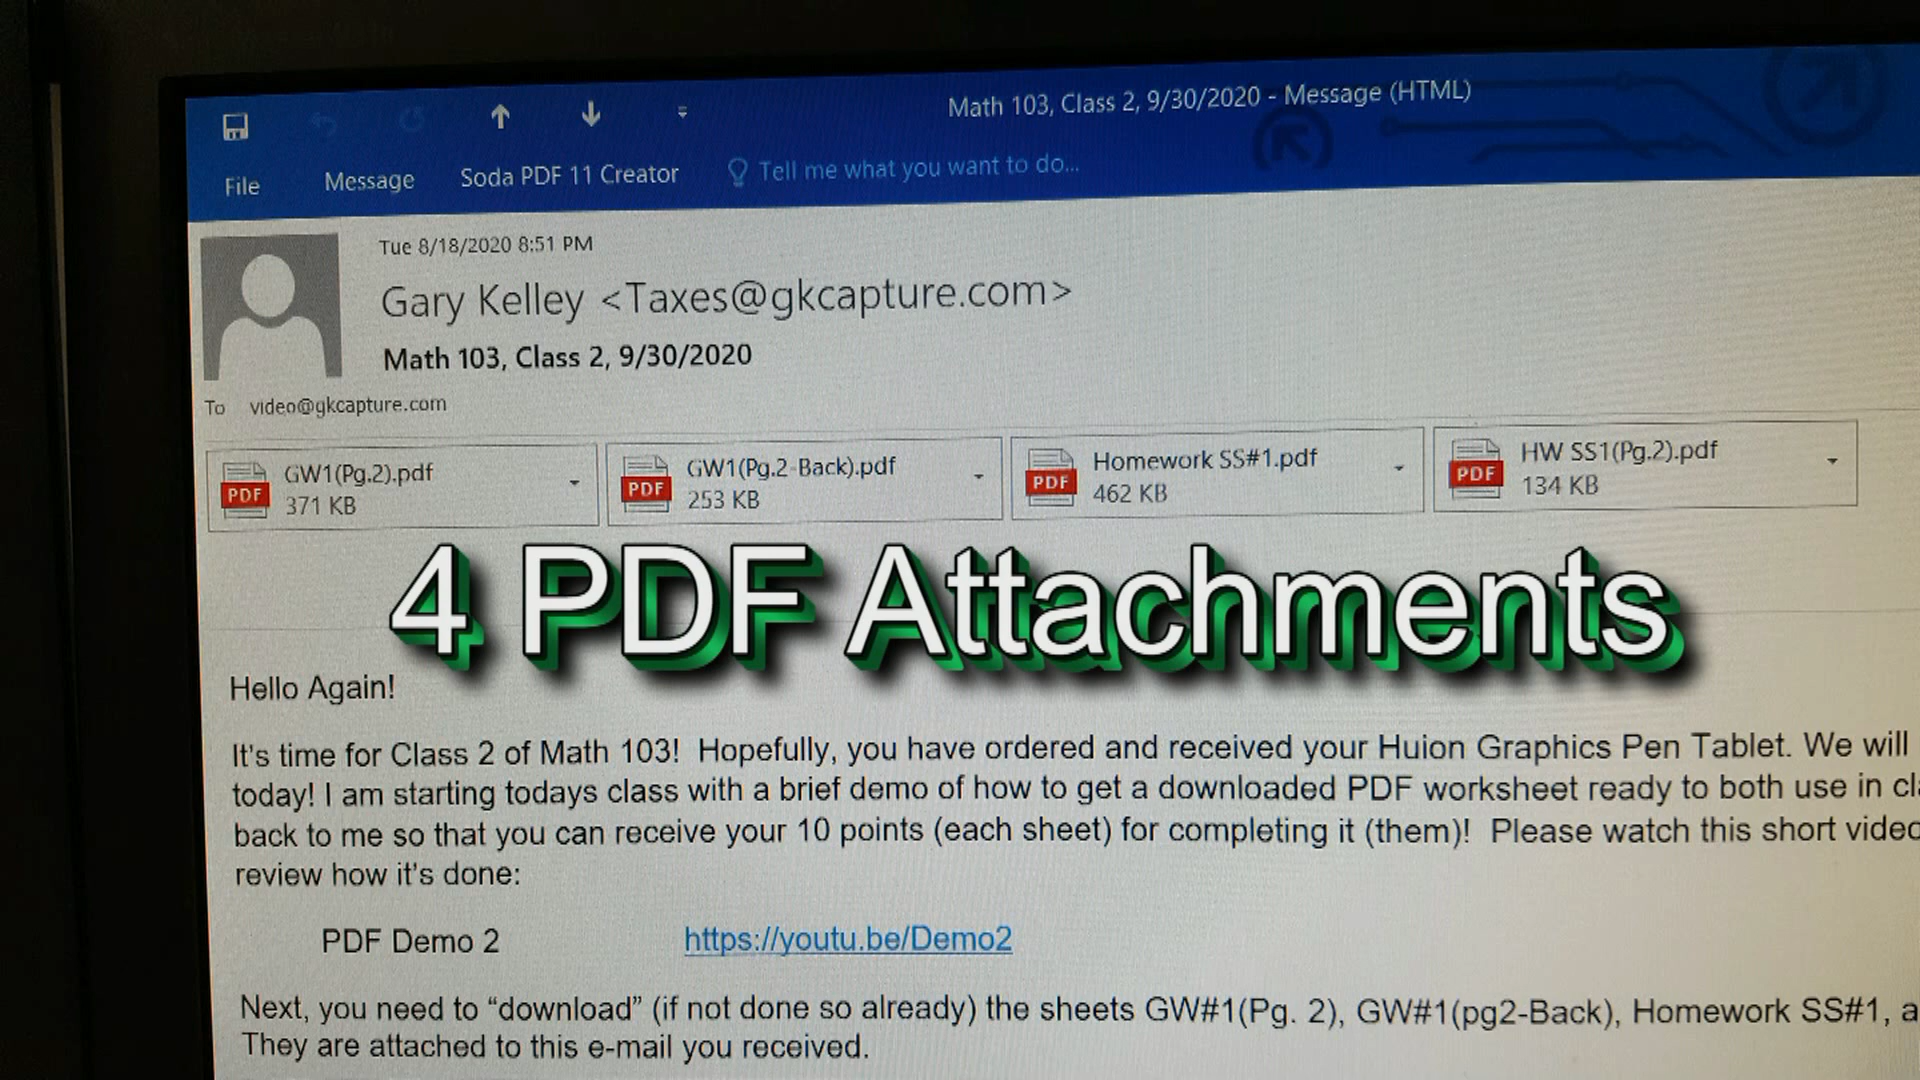 Math 103, Class 2, 9/30/2020 - Message (HTML)
File Message Soda PDF 11 Creator Tell me what you want to do...
Tue 8/18/2020 8:51 PM
Gary Kelley <Taxes@gkcapture.com>
Math 103, Class 2, 9/30/2020
To video@gkcapture.com
PDF GW1(Pg.2).pdf 371 KB
PDF GW1(Pg.2-Back).pdf 253 KB
PDF Homework SS#1.pdf 462 KB
PDF HW SS1(Pg.2).pdf 134 KB
4 PDF Attachments
Hello Again!
It's time for Class 2 of Math 103!  Hopefully, you have ordered and received your Huion Graphics Pen Tablet. We will
today! I am starting todays class with a brief demo of how to get a downloaded PDF worksheet ready to both use in cla
back to me so that you can receive your 10 points (each sheet) for completing it (them)!  Please watch this short video
review how it's done:
PDF Demo 2 https://youtu.be/Demo2
Next, you need to “download” (if not done so already) the sheets GW#1(Pg. 2), GW#1(pg2-Back), Homework SS#1, a
They are attached to this e-mail you received.